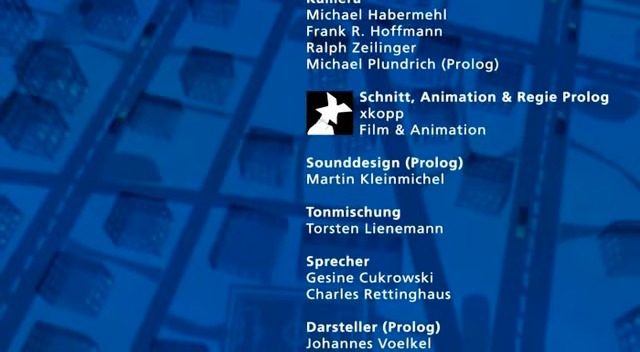 Kamera
Michael Habermehl
Frank R. Hoffmann
Ralph Zeilinger
Michael Plundrich (Prolog)
Schnitt, Animation & Regie Prolog
xkopp
Film & Animation
Sounddesign (Prolog)
Martin Kleinmichel
Tonmischung
Torsten Lienemann
Sprecher
Gesine Cukrowski
Charles Rettinghaus
Darsteller (Prolog)
Johannes Voelkel